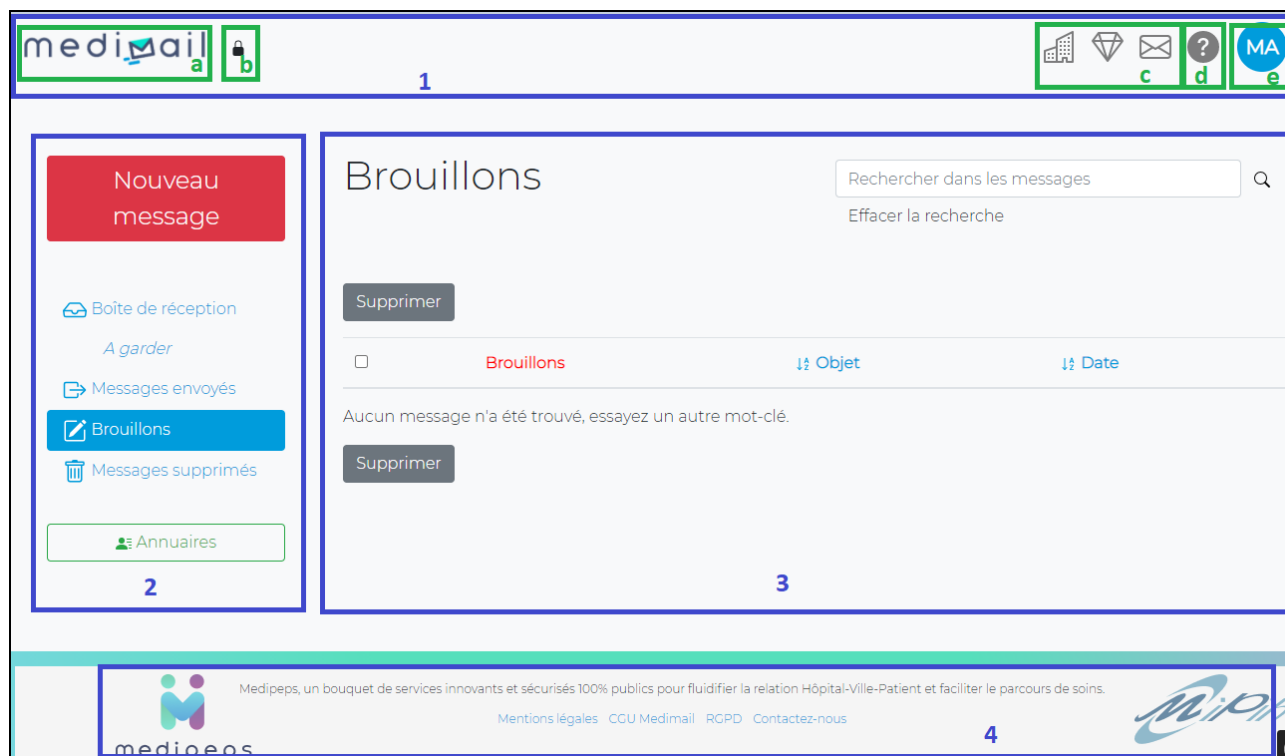 medimail
a
b
1
c
d
MA
e
Nouveau
message
Boîte de réception
A garder
Messages envoyés
Brouillons
Messages supprimés
Annuaires
2
Brouillons
Rechercher dans les messages
Effacer la recherche
Supprimer
Brouillons Objet Date
Aucun message n'a été trouvé, essayez un autre mot-clé.
Supprimer
3
Medipeps, un bouquet de services innovants et sécurisés 100% publics pour fluidifier la relation Hôpital-Ville-Patient et faciliter le parcours de soins.
Mentions légales CGU Medimail RGPD Contactez-nous
medipeps
4